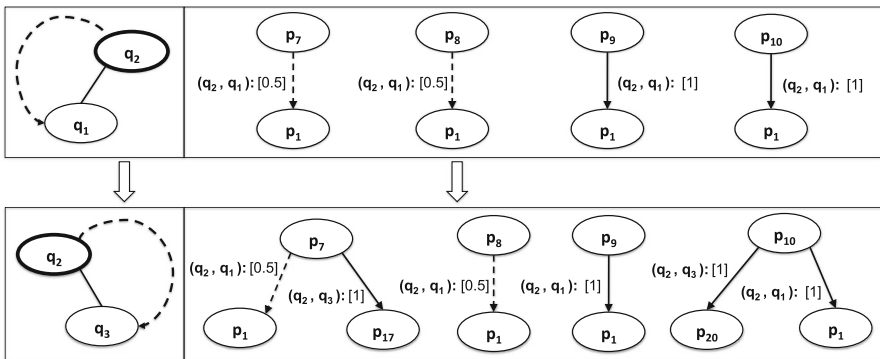 q2
q1
p7
p8
p9
p10
(q2 , q1): [0.5]
(q2 , q1): [0.5]
(q2 , q1): [1]
(q2 , q1): [1]
p1
p1
p1
p1
q2
q3
p7
p8
p9
p10
(q2 , q1): [0.5]
(q2 , q3): [1]
(q2 , q1): [0.5]
(q2 , q1): [1]
(q2 , q3): [1]
(q2 , q1): [1]
p1
p17
p1
p1
p20
p1